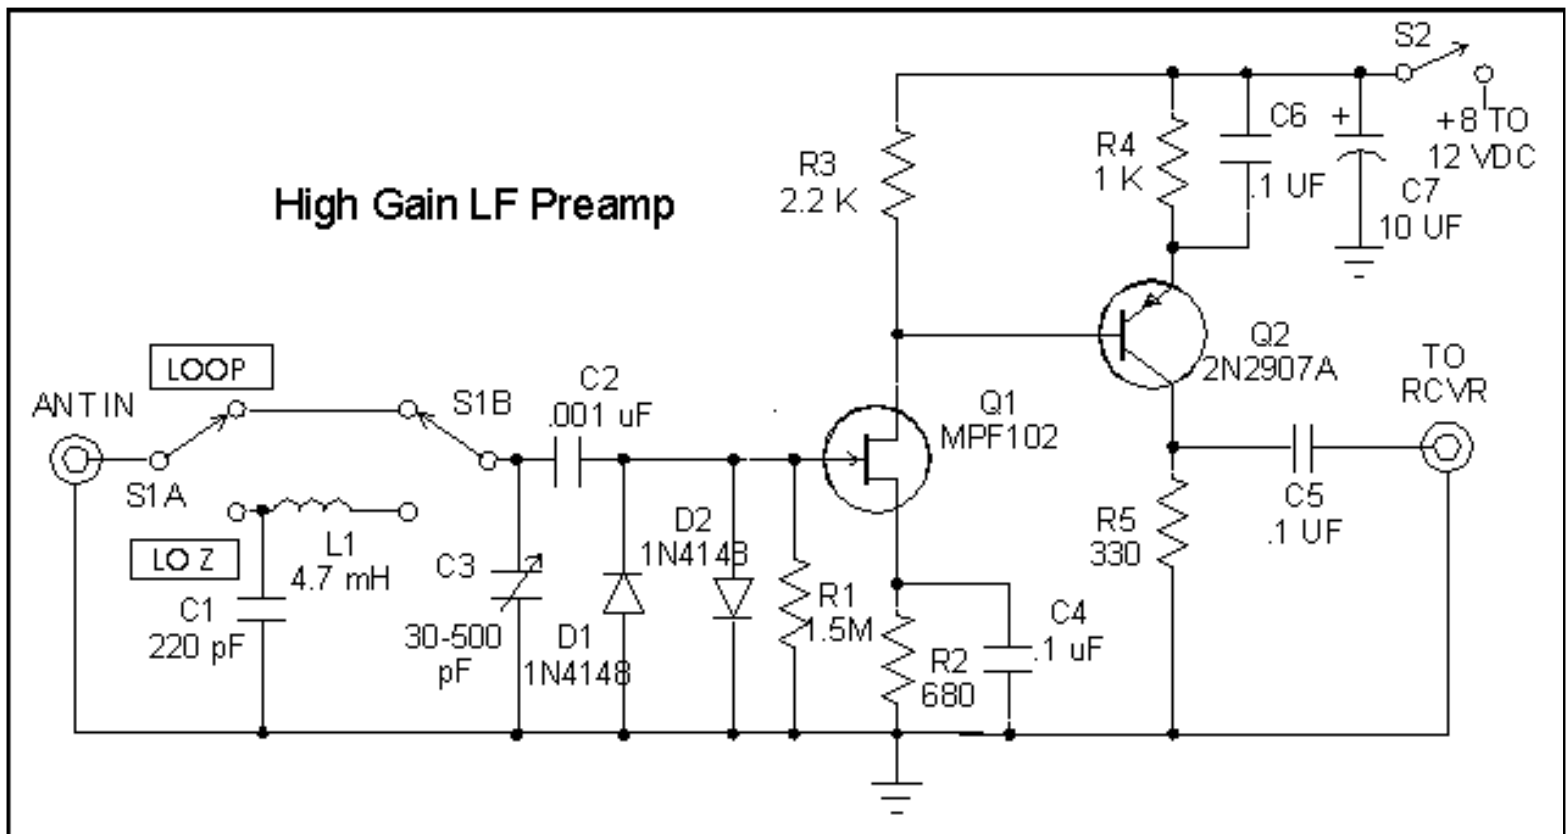 S2
C6
+
+8 TO
12 VDC
R3
2.2 K
R4
1 K
.1 UF
C7
10 UF
High Gain LF Preamp
Q2
2N2907A
TO
RCVR
LOOP
ANT IN
S1B
C2
.001 uF
Q1
MPF102
S1A
LO Z
L1
4.7 mH
C1
220 pF
C3
30-500
pF
D2
1N4148
D1
1N4148
R1
1.5M
R2
680
C4
.1 uF
R5
330
C5
.1 UF